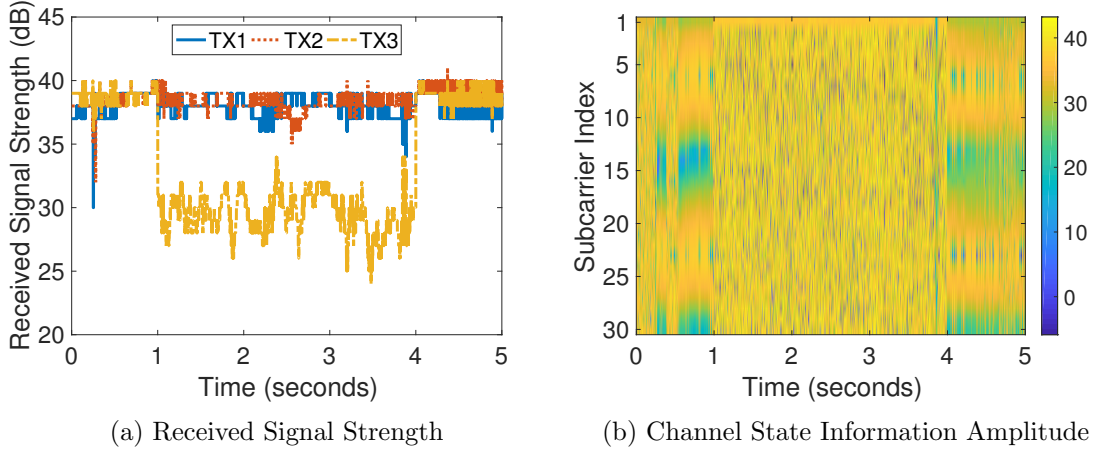 45
40
35
30
25
20
Received Signal Strength (dB)
TX1 TX2 TX3
0 1 2 3 4 5
Time (seconds)
(a) Received Signal Strength
1
5
10
15
20
25
30
Subcarrier Index
0 1 2 3 4 5
Time (seconds)
40
30
20
10
0
(b) Channel State Information Amplitude